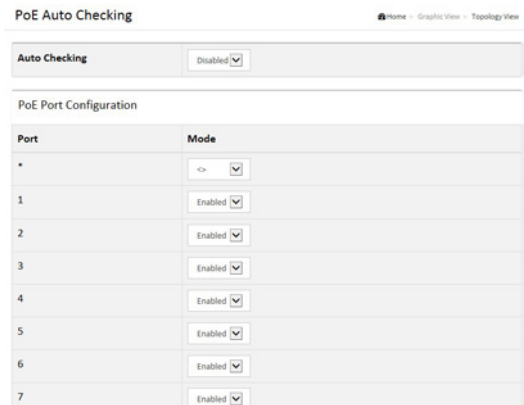 PoE Auto Checking
Home > Graphic View > Topology View
Auto Checking Disabled
PoE Port Configuration
Port Mode
* <>
1 Enabled
2 Enabled
3 Enabled
4 Enabled
5 Enabled
6 Enabled
7 Enabled